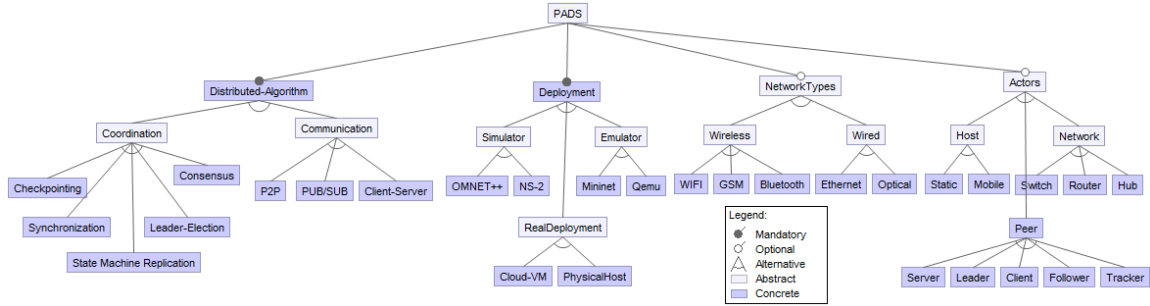 PADS
Distributed-Algorithm
Deployment
NetworkTypes
Actors
Coordination
Communication
Simulator
Emulator
Wireless
Wired
Host
Network
Checkpointing
Consensus
P2P
PUB/SUB
Client-Server
OMNET++
NS-2
Mininet
Qemu
WIFI
GSM
Bluetooth
Ethernet
Optical
Static
Mobile
Switch
Router
Hub
Synchronization
Leader-Election
RealDeployment
Peer
State Machine Replication
Cloud-VM
PhysicalHost
Server
Leader
Client
Follower
Tracker
Legend:
Mandatory
Optional
Alternative
Abstract
Concrete